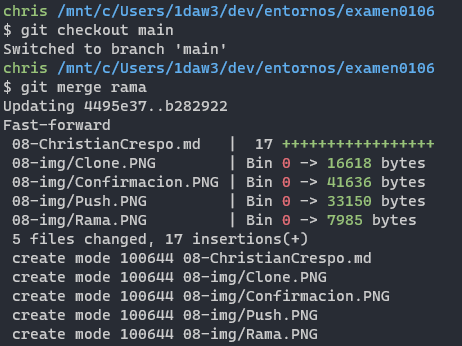 chris /mnt/c/Users/1daw3/dev/entornos/examen0106
$ git checkout main
Switched to branch 'main'
chris /mnt/c/Users/1daw3/dev/entornos/examen0106
$ git merge rama
Updating 4495e37..b282922
Fast-forward
 08-ChristianCrespo.md   |  17 +++++++++++++++++
 08-img/Clone.PNG        | Bin 0 -> 16618 bytes
 08-img/Confirmacion.PNG | Bin 0 -> 41636 bytes
 08-img/Push.PNG         | Bin 0 -> 33150 bytes
 08-img/Rama.PNG         | Bin 0 -> 7985 bytes
 5 files changed, 17 insertions(+)
 create mode 100644 08-ChristianCrespo.md
 create mode 100644 08-img/Clone.PNG
 create mode 100644 08-img/Confirmacion.PNG
 create mode 100644 08-img/Push.PNG
 create mode 100644 08-img/Rama.PNG